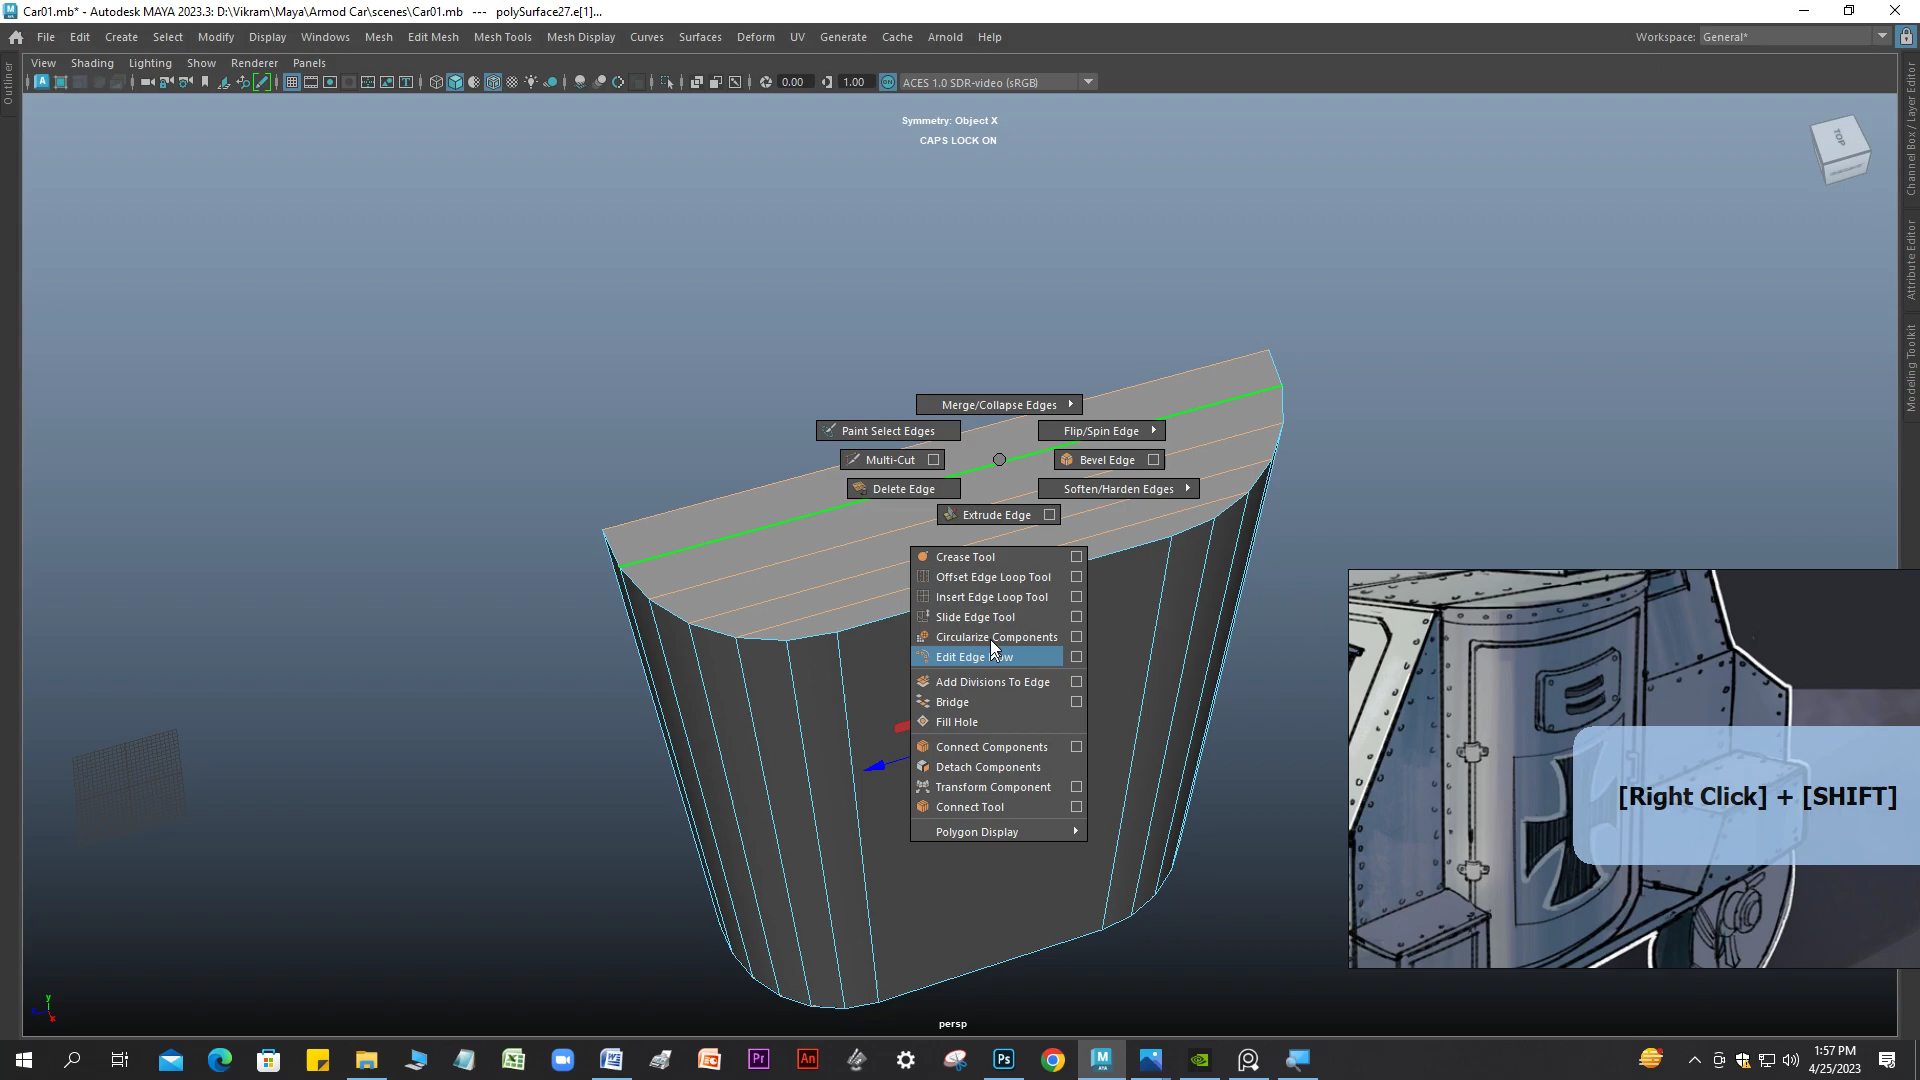 Car01.mb* - Autodesk MAYA 2023.3: D:\Vikram\Maya\Armod Car\scenes\Car01.mb --- polySurface27.e[1]...
File Edit Create Select Modify Display Windows Mesh Edit Mesh Mesh Tools Mesh Display Curves Surfaces Deform UV Generate Cache Arnold Help
Workspace: General*
View Shading Lighting Show Renderer Panels
0.00 1.00 ACES 1.0 SDR-video (sRGB)
Outliner
Channel Box / Layer Editor
Attribute Editor
Modeling Toolkit
Symmetry: Object X
CAPS LOCK ON
TOP
Merge/Collapse Edges
Paint Select Edges
Flip/Spin Edge
Multi-Cut
Bevel Edge
Delete Edge
Soften/Harden Edges
Extrude Edge
Crease Tool
Offset Edge Loop Tool
Insert Edge Loop Tool
Slide Edge Tool
Circularize Components
Edit Edge
Add Divisions To Edge
Bridge
Fill Hole
Connect Components
Detach Components
Transform Component
Connect Tool
Polygon Display
[Right Click] + [SHIFT]
y
x
persp
Pr
An
Ps
M
1:57 PM
4/25/2023